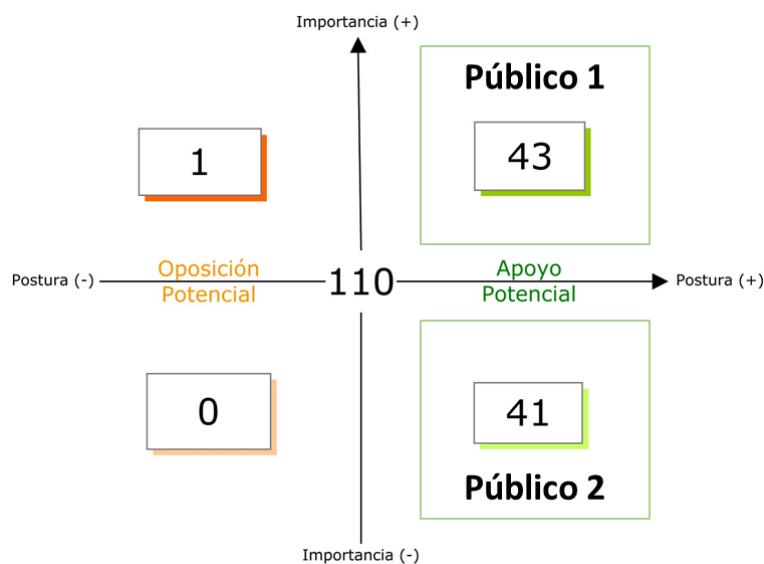 Importancia (+)
Público 1
1
43
Oposición
Potencial
Apoyo
Potencial
Postura (-)
110
Postura (+)
0
41
Público 2
Importancia (-)